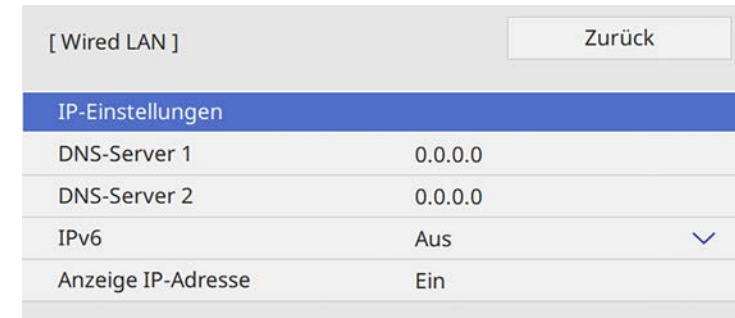 [ Wired LAN ] Zurück
IP-Einstellungen
DNS-Server 1 0.0.0.0
DNS-Server 2 0.0.0.0
IPv6 Aus
Anzeige IP-Adresse Ein